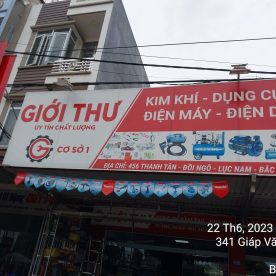 GIỚI THƯ
UY TÍN CHẤT LƯỢNG
CƠ SỞ 1
KIM KHÍ - DỤNG CỤ
ĐIỆN MÁY - ĐIỆN D
ĐỊA CHỈ: 456 THANH TÂN - ĐỒI NGÔ - LỤC NAM - BẮC
22 Th6, 2023
341 Giáp Vă
B